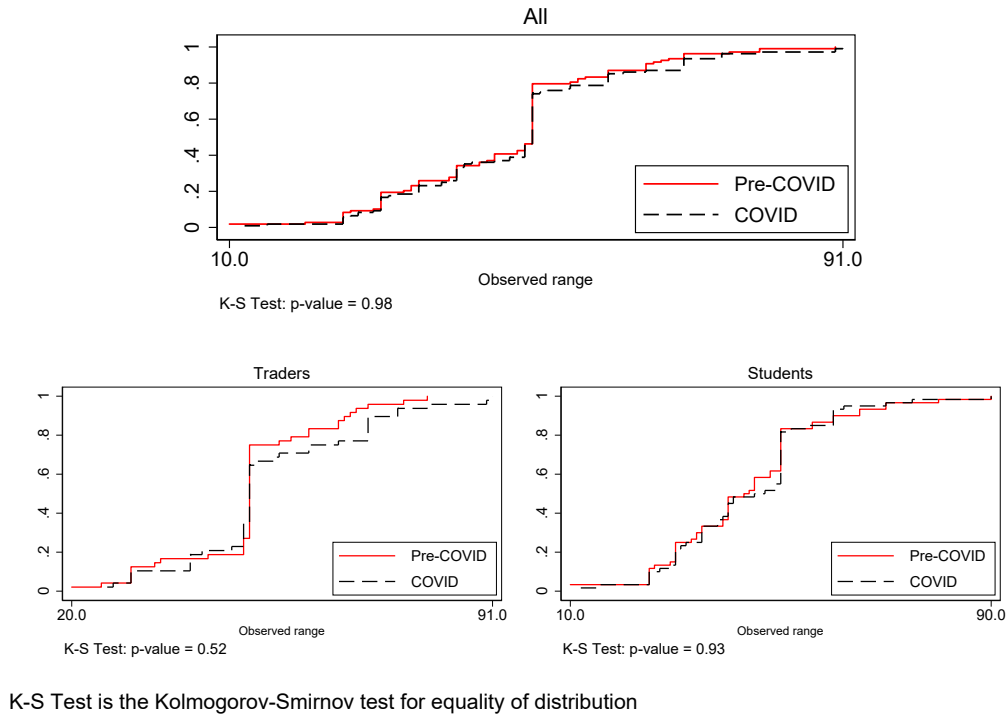 All
1
.8
.6
.4
.2
0
Pre-COVID
COVID
10.0 91.0
Observed range
K-S Test: p-value = 0.98
Traders
1
.8
.6
.4
.2
0
Pre-COVID
COVID
20.0 91.0
Observed range
K-S Test: p-value = 0.52
Students
1
.8
.6
.4
.2
0
Pre-COVID
COVID
10.0 90.0
Observed range
K-S Test: p-value = 0.93
K-S Test is the Kolmogorov-Smirnov test for equality of distribution